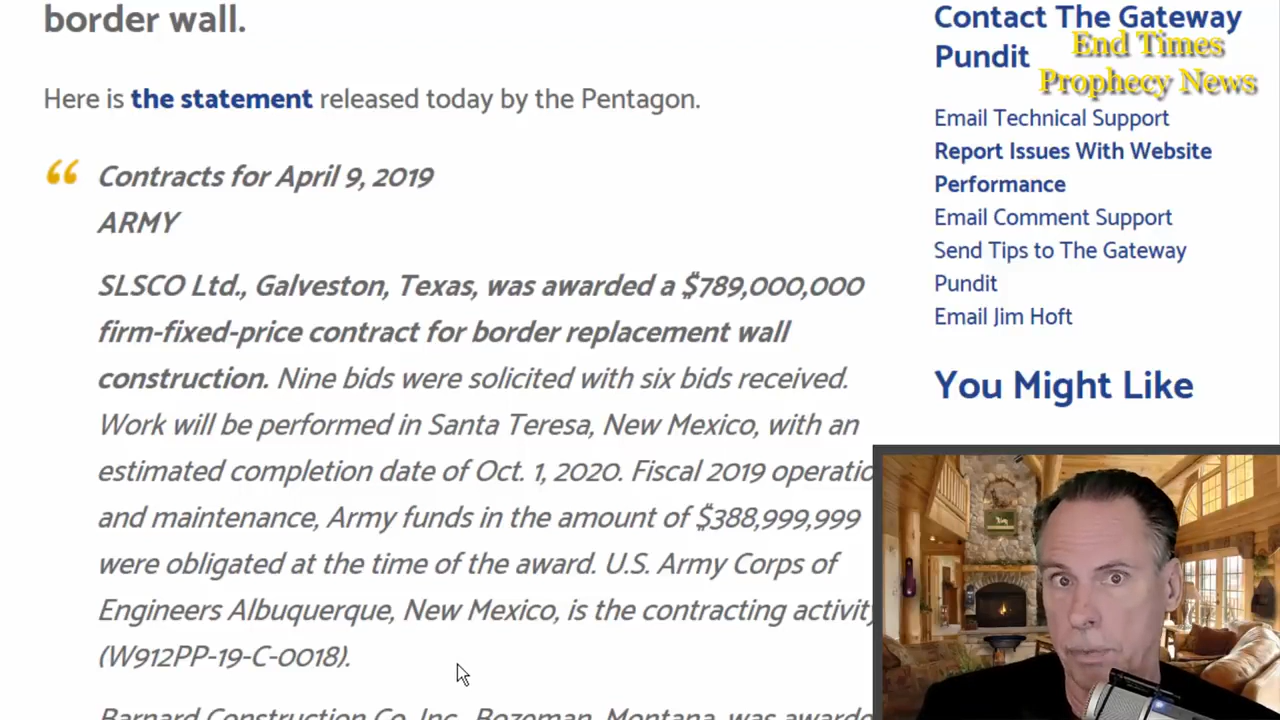 border wall.
Here is the statement released today by the Pentagon.
Contracts for April 9, 2019
ARMY
SLSCO Ltd., Galveston, Texas, was awarded a $789,000,000
firm-fixed-price contract for border replacement wall
construction. Nine bids were solicited with six bids received.
Work will be performed in Santa Teresa, New Mexico, with an
estimated completion date of Oct. 1, 2020. Fiscal 2019 operatio
and maintenance, Army funds in the amount of $388,999,999
were obligated at the time of the award. U.S. Army Corps of
Engineers Albuquerque, New Mexico, is the contracting activity
(W912PP-19-C-0018).
Barnard Construction Co. Inc., Bozeman, Montana, was awarde
Contact The Gateway
Pundit
End Times
Prophecy News
Email Technical Support
Report Issues With Website
Performance
Email Comment Support
Send Tips to The Gateway
Pundit
Email Jim Hoft
You Might Like